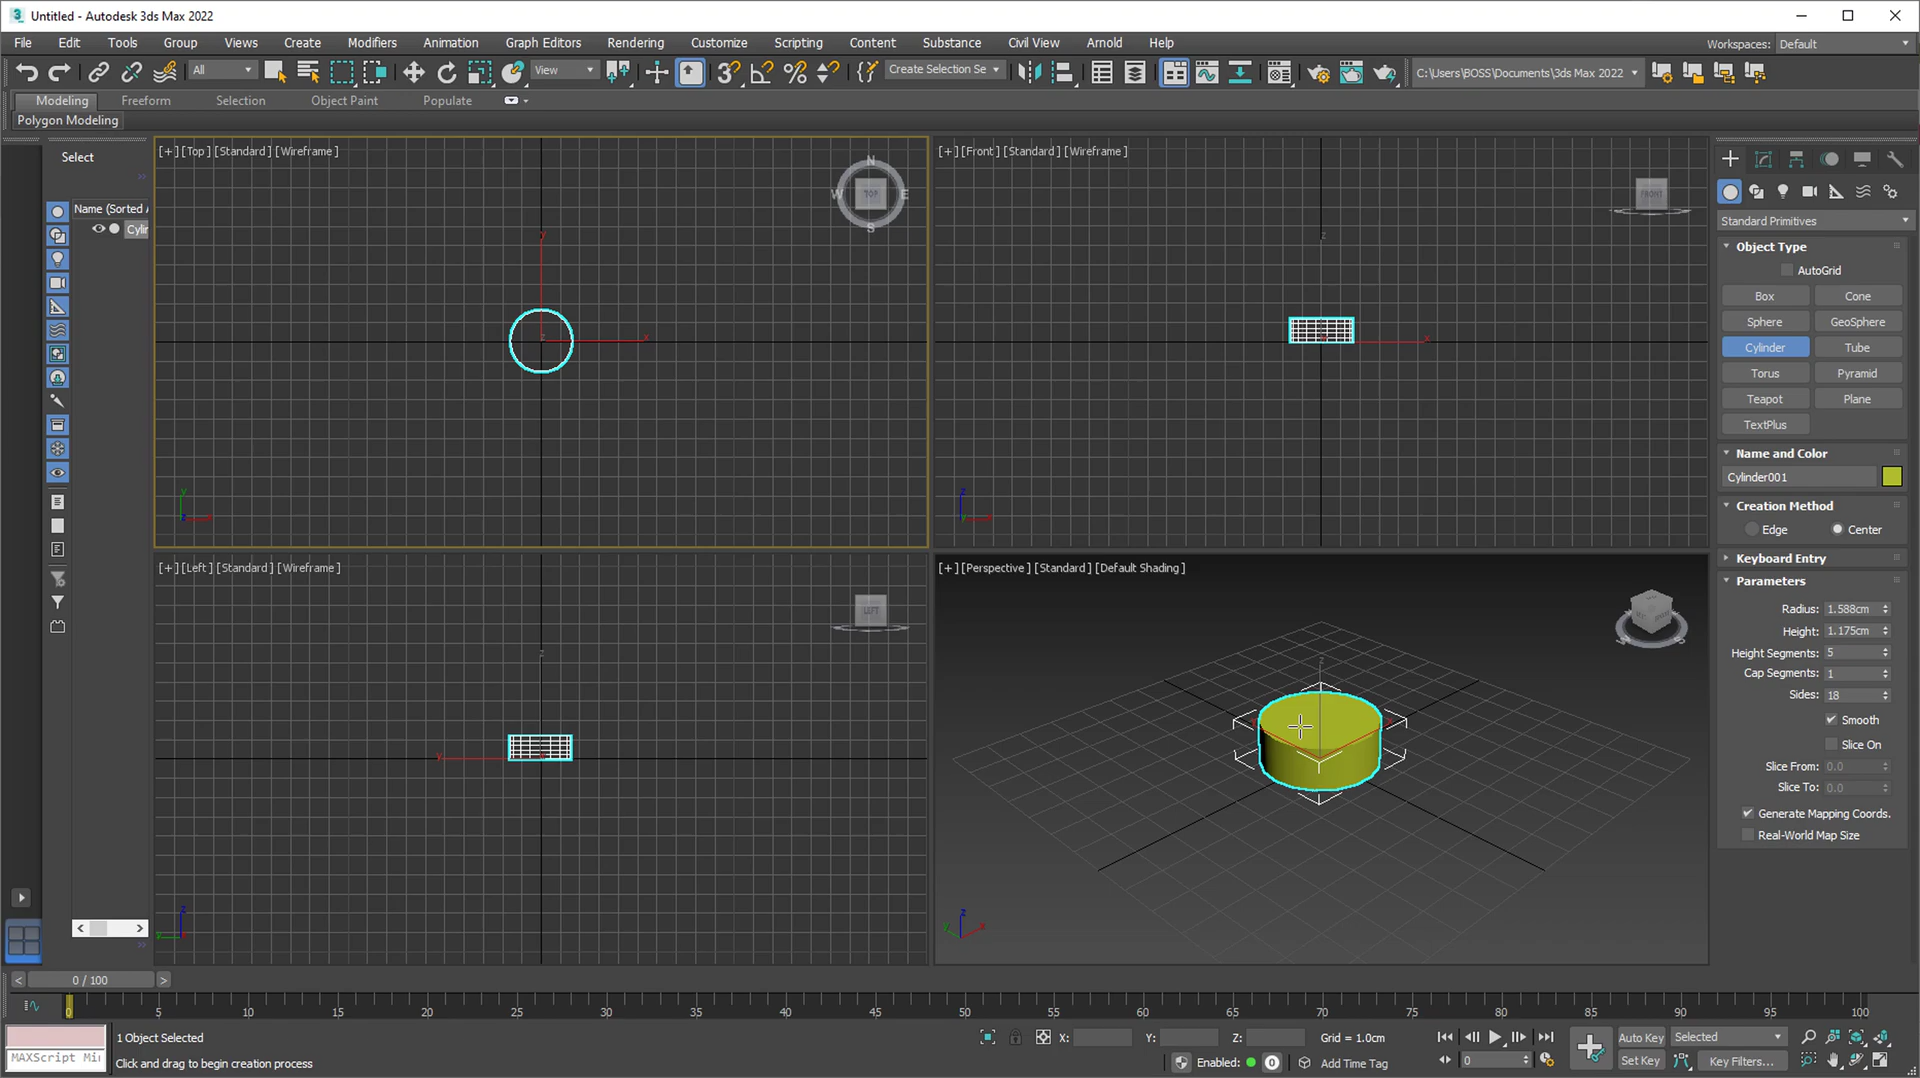 Untitled - Autodesk 3ds Max 2022
File Edit Tools Group Views Create Modifiers Animation Graph Editors Rendering Customize Scripting Content Substance Civil View Arnold Help
Workspaces: Default
All View Create Selection Se C:\Users\BOSS\Documents\3ds Max 2022
Modeling Freeform Selection Object Paint Populate
Polygon Modeling
Select
Name (Sorted A
Cylin
[+] [Top] [Standard] [Wireframe]
N
W TOP E
S
y
z x
y
z
[+] [Front] [Standard] [Wireframe]
FRONT
z
x
z
y
[+] [Left] [Standard] [Wireframe]
LEFT
z
y
z
y
[+] [Perspective] [Standard] [Default Shading]
z
z
y x
Standard Primitives
Object Type
AutoGrid
Box Cone
Sphere GeoSphere
Cylinder Tube
Torus Pyramid
Teapot Plane
TextPlus
Name and Color
Cylinder001
Creation Method
Edge Center
Keyboard Entry
Parameters
Radius: 1.588cm
Height: 1.175cm
Height Segments: 5
Cap Segments: 1
Sides: 18
Smooth
Slice On
Slice From: 0.0
Slice To: 0.0
Generate Mapping Coords.
Real-World Map Size
< 0 / 100 >
0 5 10 15 20 25 30 35 40 45 50 55 60 65 70 75 80 85 90 95 100
MAXScript Mi
1 Object Selected
Click and drag to begin creation process
X: Y: Z: Grid = 1.0cm
Enabled: 0 Add Time Tag
0
Auto Key Selected
Set Key Key Filters...